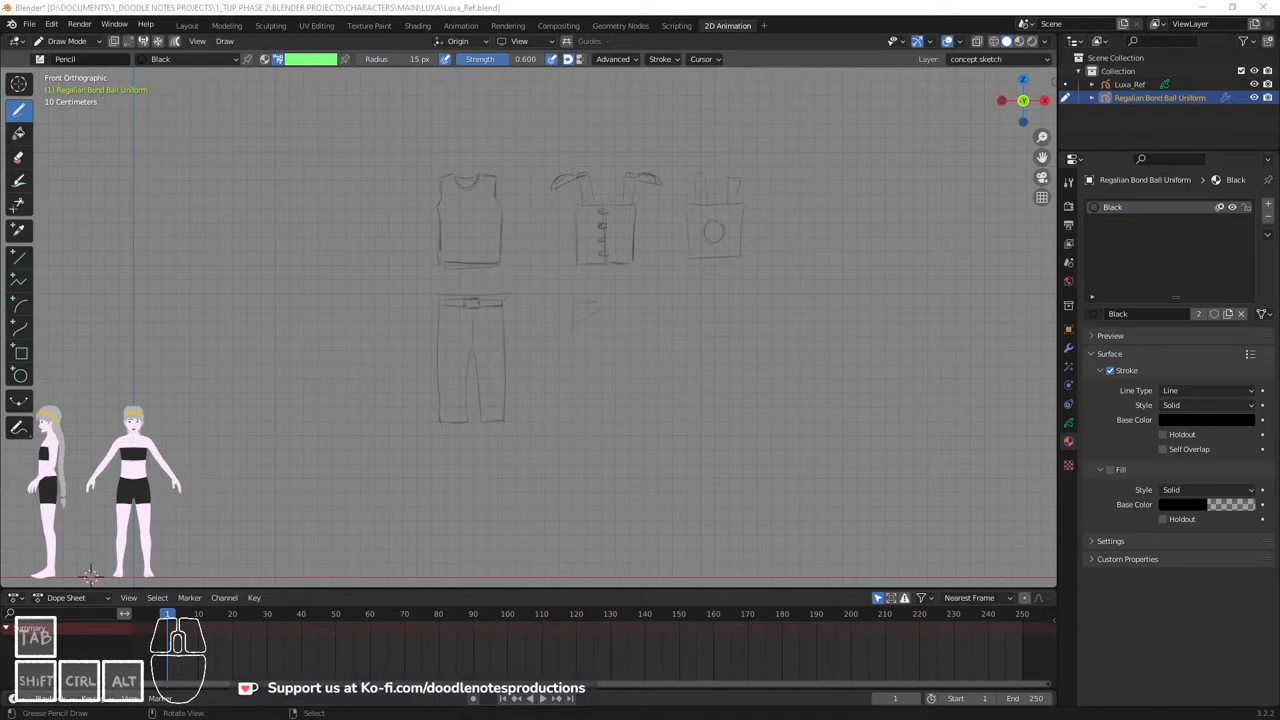 Blender* [D:\DOCUMENTS\1_DOODLE NOTES PROJECTS\1_TUP PHASE 2\BLENDER PROJECTS\CHARACTERS\MAIN\LUXA\Luxa_Ref.blend]
File Edit Render Window Help Layout Modeling Sculpting UV Editing Texture Paint Shading Animation Rendering Compositing Geometry Nodes Scripting 2D Animation + Scene ViewLayer
Draw Mode View Draw Origin View Guides
Pencil Black Radius 15 px Strength 0.600 Advanced Stroke Cursor Layer: concept sketch
Front Orthographic
(1) Regalian Bond Ball Uniform
10 Centimeters
Z
Y
X
Scene Collection
Collection
Luxa_Ref
Regalian Bond Ball Uniform
Regalian Bond Ball Uniform > Black
Black
Black 2
Preview
Surface
Stroke
Line Type Line
Style Solid
Base Color
Holdout
Self Overlap
Fill
Style Solid
Base Color
Holdout
Settings
Custom Properties
Dope Sheet View Select Marker Channel Key Nearest Frame
1 10 20 30 40 50 60 70 80 90 100 110 120 130 140 150 160 170 180 190 200 210 220 230 240 250
Summary
TAB
SHIFT CTRL ALT
Support us at Ko-fi.com/doodlenotesproductions
Playback View Marker 1 Start 1 End 250
Grease Pencil Draw Rotate View Select 3.2.2